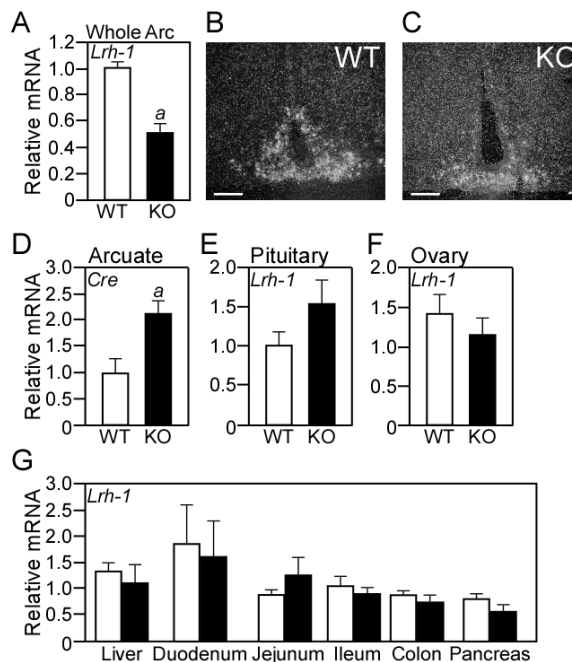 A Whole Arc
Relative mRNA
1.2
1.0
0.8
0.6
0.4
0.2
0
Lrh-1
a
WT KO
B
WT
C
KO
D Arcuate
Relative mRNA
3.0
2.5
2.0
1.5
1.0
0.5
0.0
Cre
a
WT KO
E Pituitary
2.0
1.5
1.0
0.5
0
Lrh-1
WT KO
F Ovary
2.0
1.5
1.0
0.5
0
Lrh-1
WT KO
G
Relative mRNA
3.0
2.5
2.0
1.5
1.0
0.5
0
Lrh-1
Liver Duodenum Jejunum Ileum Colon Pancreas